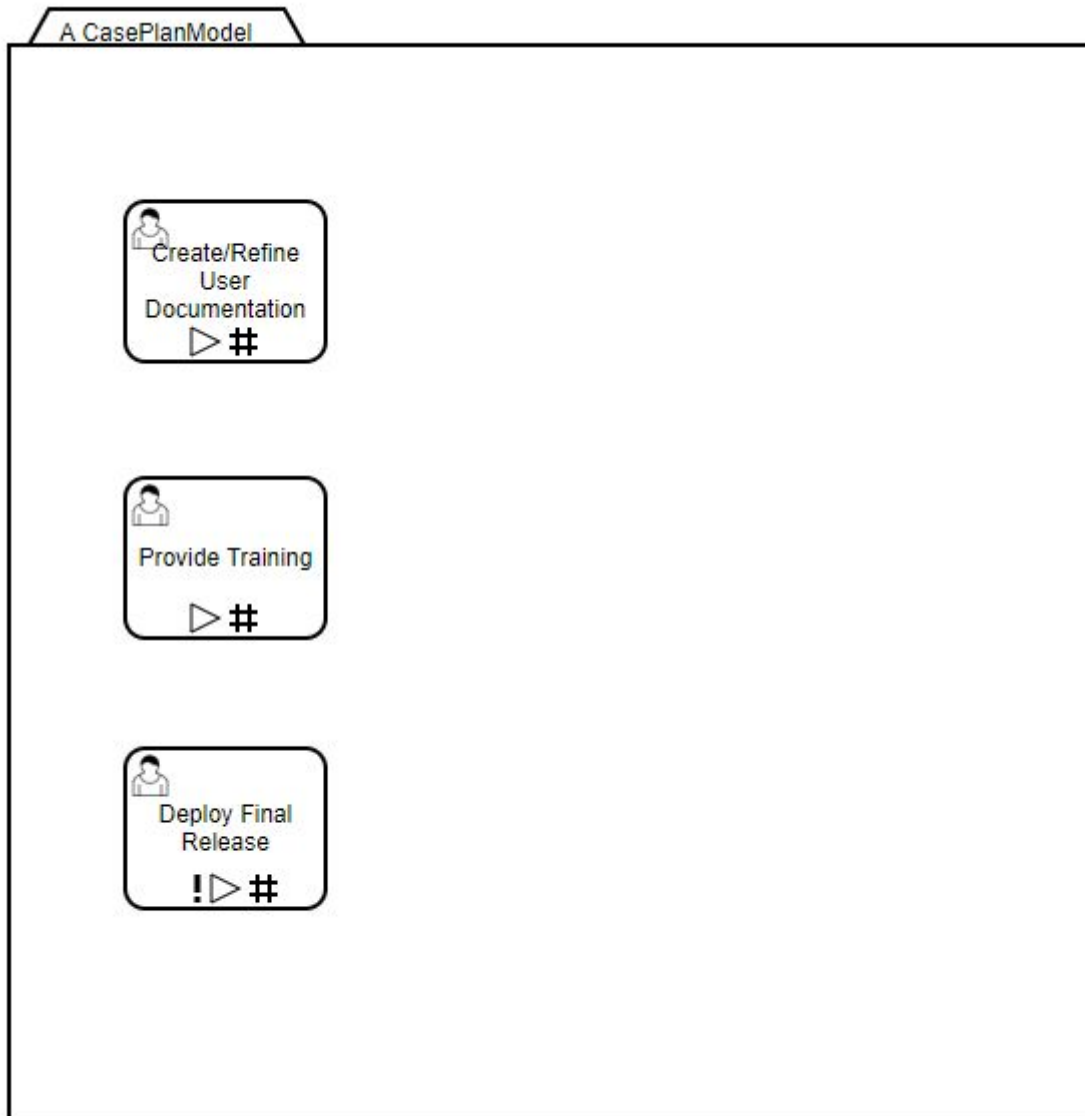 A CasePlanModel
Create/Refine
User
Documentation
#
Provide Training
#
Deploy Final
Release
! #